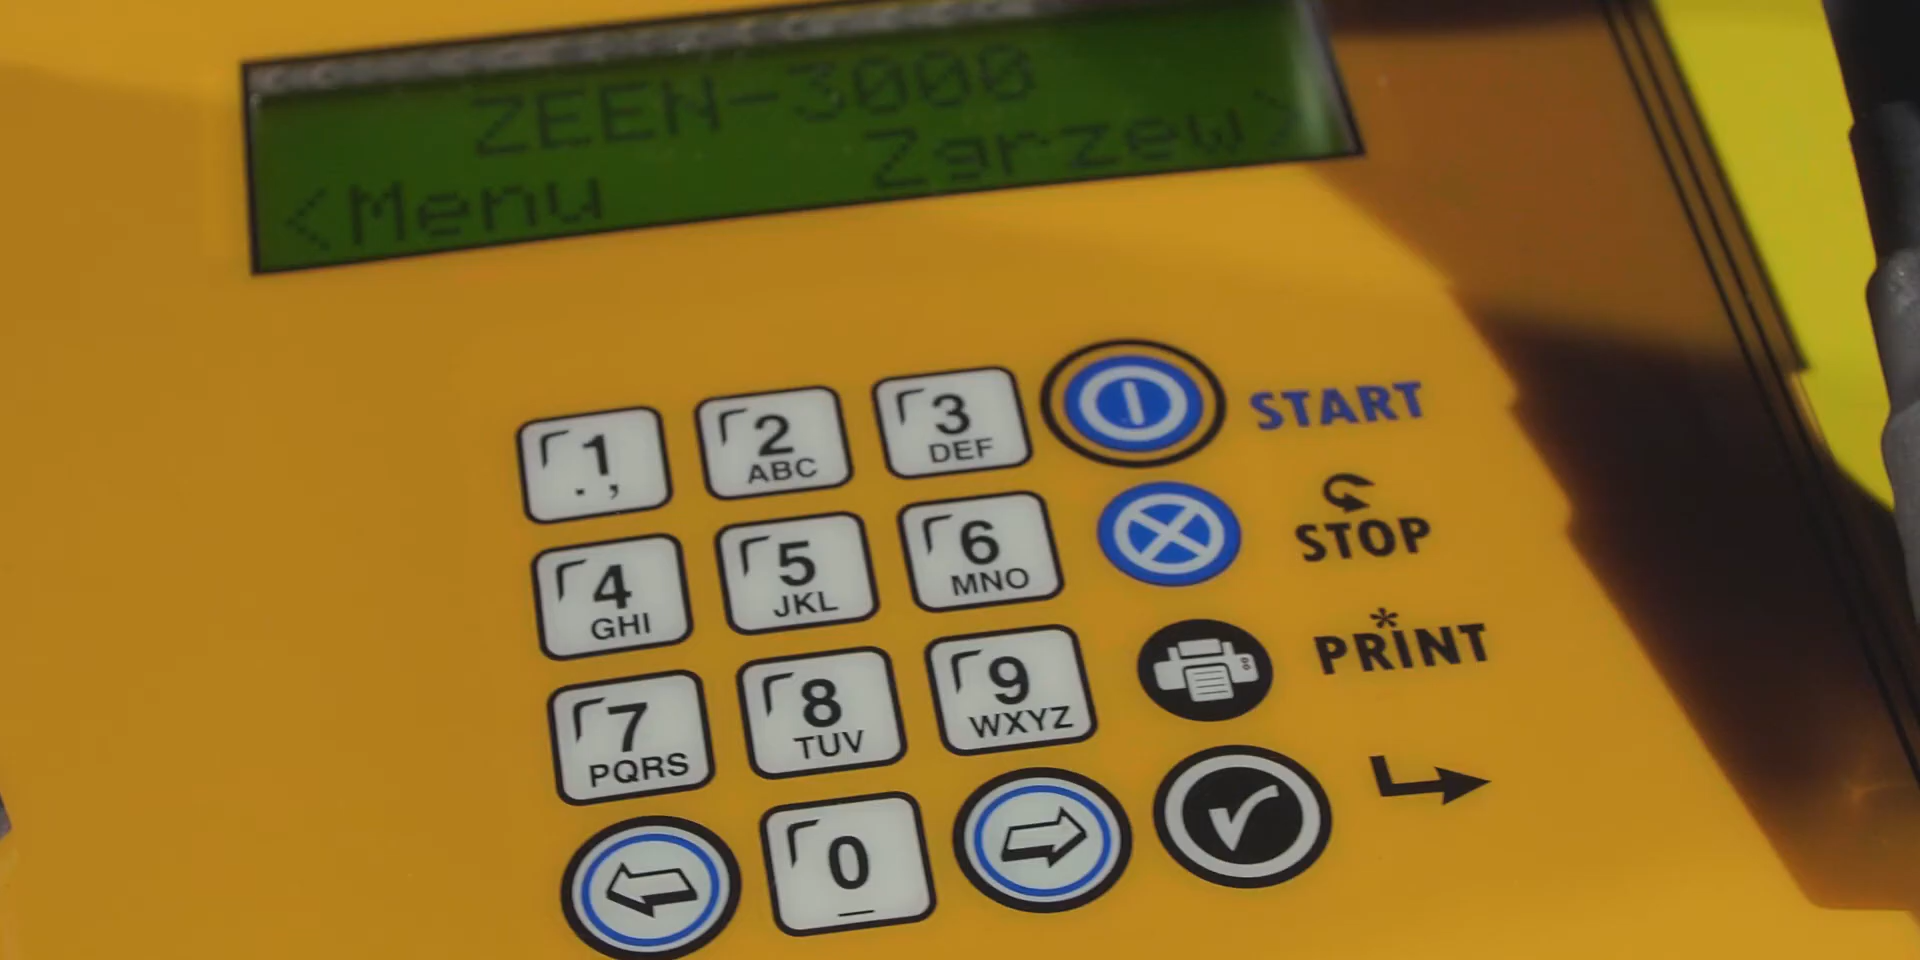 ZEEN-3000
<Menu Zgrzew>
1 2 3 START
. , ABC DEF
4 5 6 STOP
GHI JKL MNO
7 8 9 PRINT *
PQRS TUV WXYZ
0
_